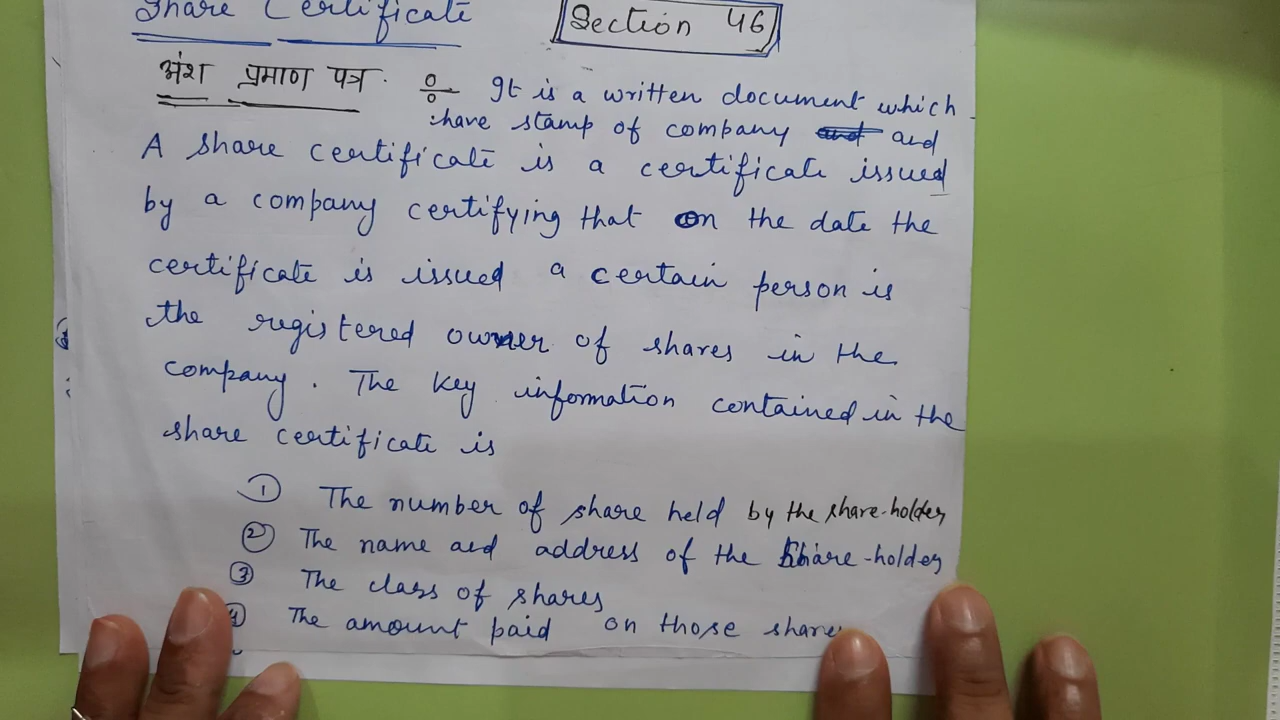 Share Certificate Section 46
अंश प्रमाण पत्र ÷ It is a written document which
have stamp of company and and
A share certificate is a certificate issued
by a company certifying that on the date the
certificate is issued a certain person is
the registered owner of shares in the
company. The key information contained in the
share certificate is
① The number of share held by the share-holder
② The name and address of the Share-holder
③ The class of shares
④ The amount paid on those share